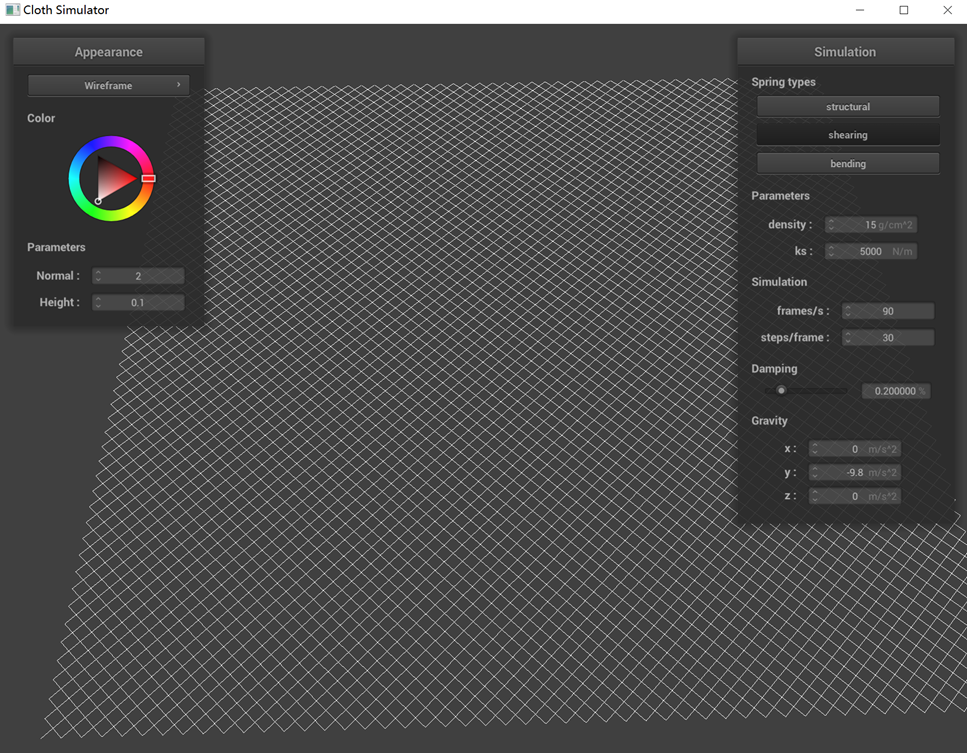 Cloth Simulator
Appearance
Wireframe
Color
Parameters
Normal : 2
Height : 0.1
Simulation
Spring types
structural
shearing
bending
Parameters
density : 15 g/cm^2
ks : 5000 N/m
Simulation
frames/s : 90
steps/frame : 30
Damping
0.200000 %
Gravity
x : 0 m/s^2
y : -9.8 m/s^2
z : 0 m/s^2